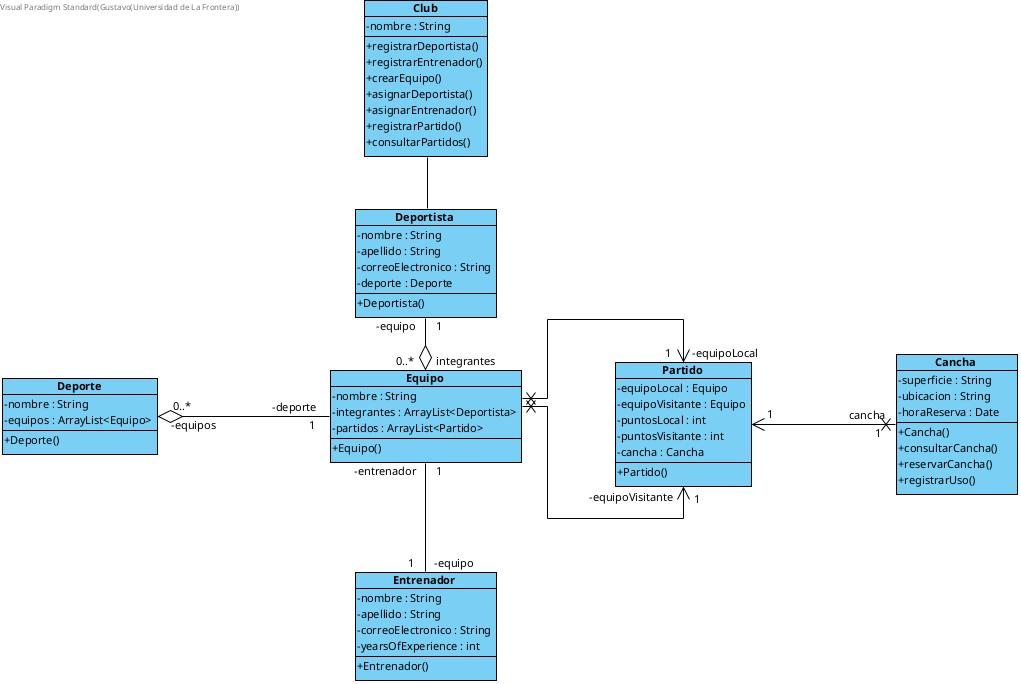 Visual Paradigm Standard(Gustavo(Universidad de La Frontera))
Club
-nombre : String
+registrarDeportista()
+registrarEntrenador()
+crearEquipo()
+asignarDeportista()
+asignarEntrenador()
+registrarPartido()
+consultarPartidos()
Deportista
-nombre : String
-apellido : String
-correoElectronico : String
-deporte : Deporte
+Deportista()
-equipo 1
0..* integrantes
Deporte
-nombre : String
-equipos : ArrayList<Equipo>
+Deporte()
0..*
-equipos
-deporte
1
Equipo
-nombre : String
-integrantes : ArrayList<Deportista>
-partidos : ArrayList<Partido>
+Equipo()
-entrenador 1
1 -equipo
Entrenador
-nombre : String
-apellido : String
-correoElectronico : String
-yearsOfExperience : int
+Entrenador()
1 -equipoLocal
Partido
-equipoLocal : Equipo
-equipoVisitante : Equipo
-puntosLocal : int
-puntosVisitante : int
-cancha : Cancha
+Partido()
-equipoVisitante 1
1
cancha
1
Cancha
-superficie : String
-ubicacion : String
-horaReserva : Date
+Cancha()
+consultarCancha()
+reservarCancha()
+registrarUso()